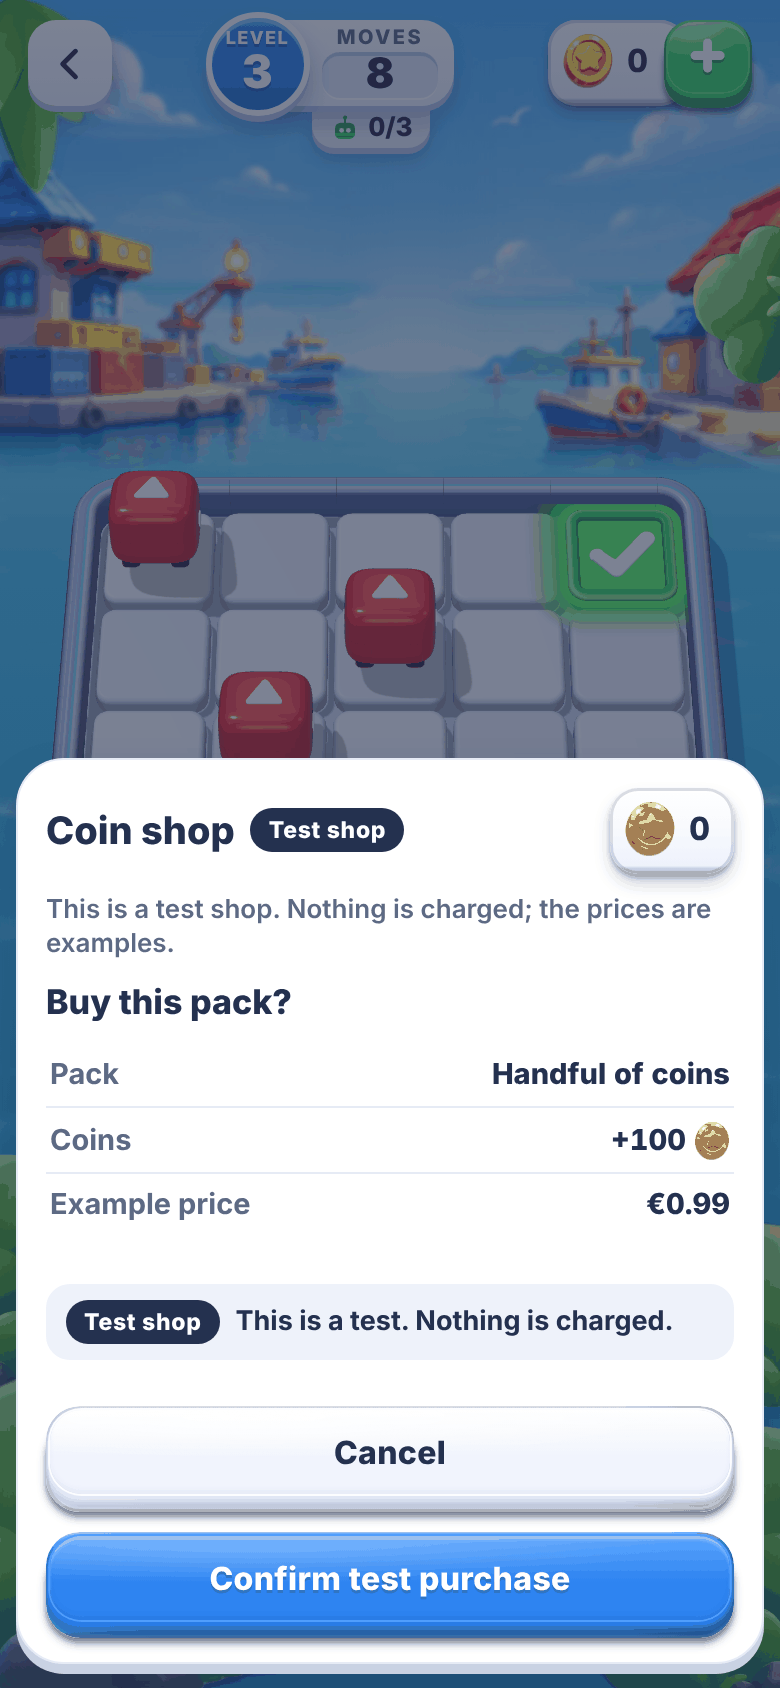 LEVEL
3
MOVES
8
0
0/3
Coin shop
Test shop
0
This is a test shop. Nothing is charged; the prices are
examples.
Buy this pack?
Pack
Handful of coins
Coins
+100
Example price
€0.99
Test shop
This is a test. Nothing is charged.
Cancel
Confirm test purchase